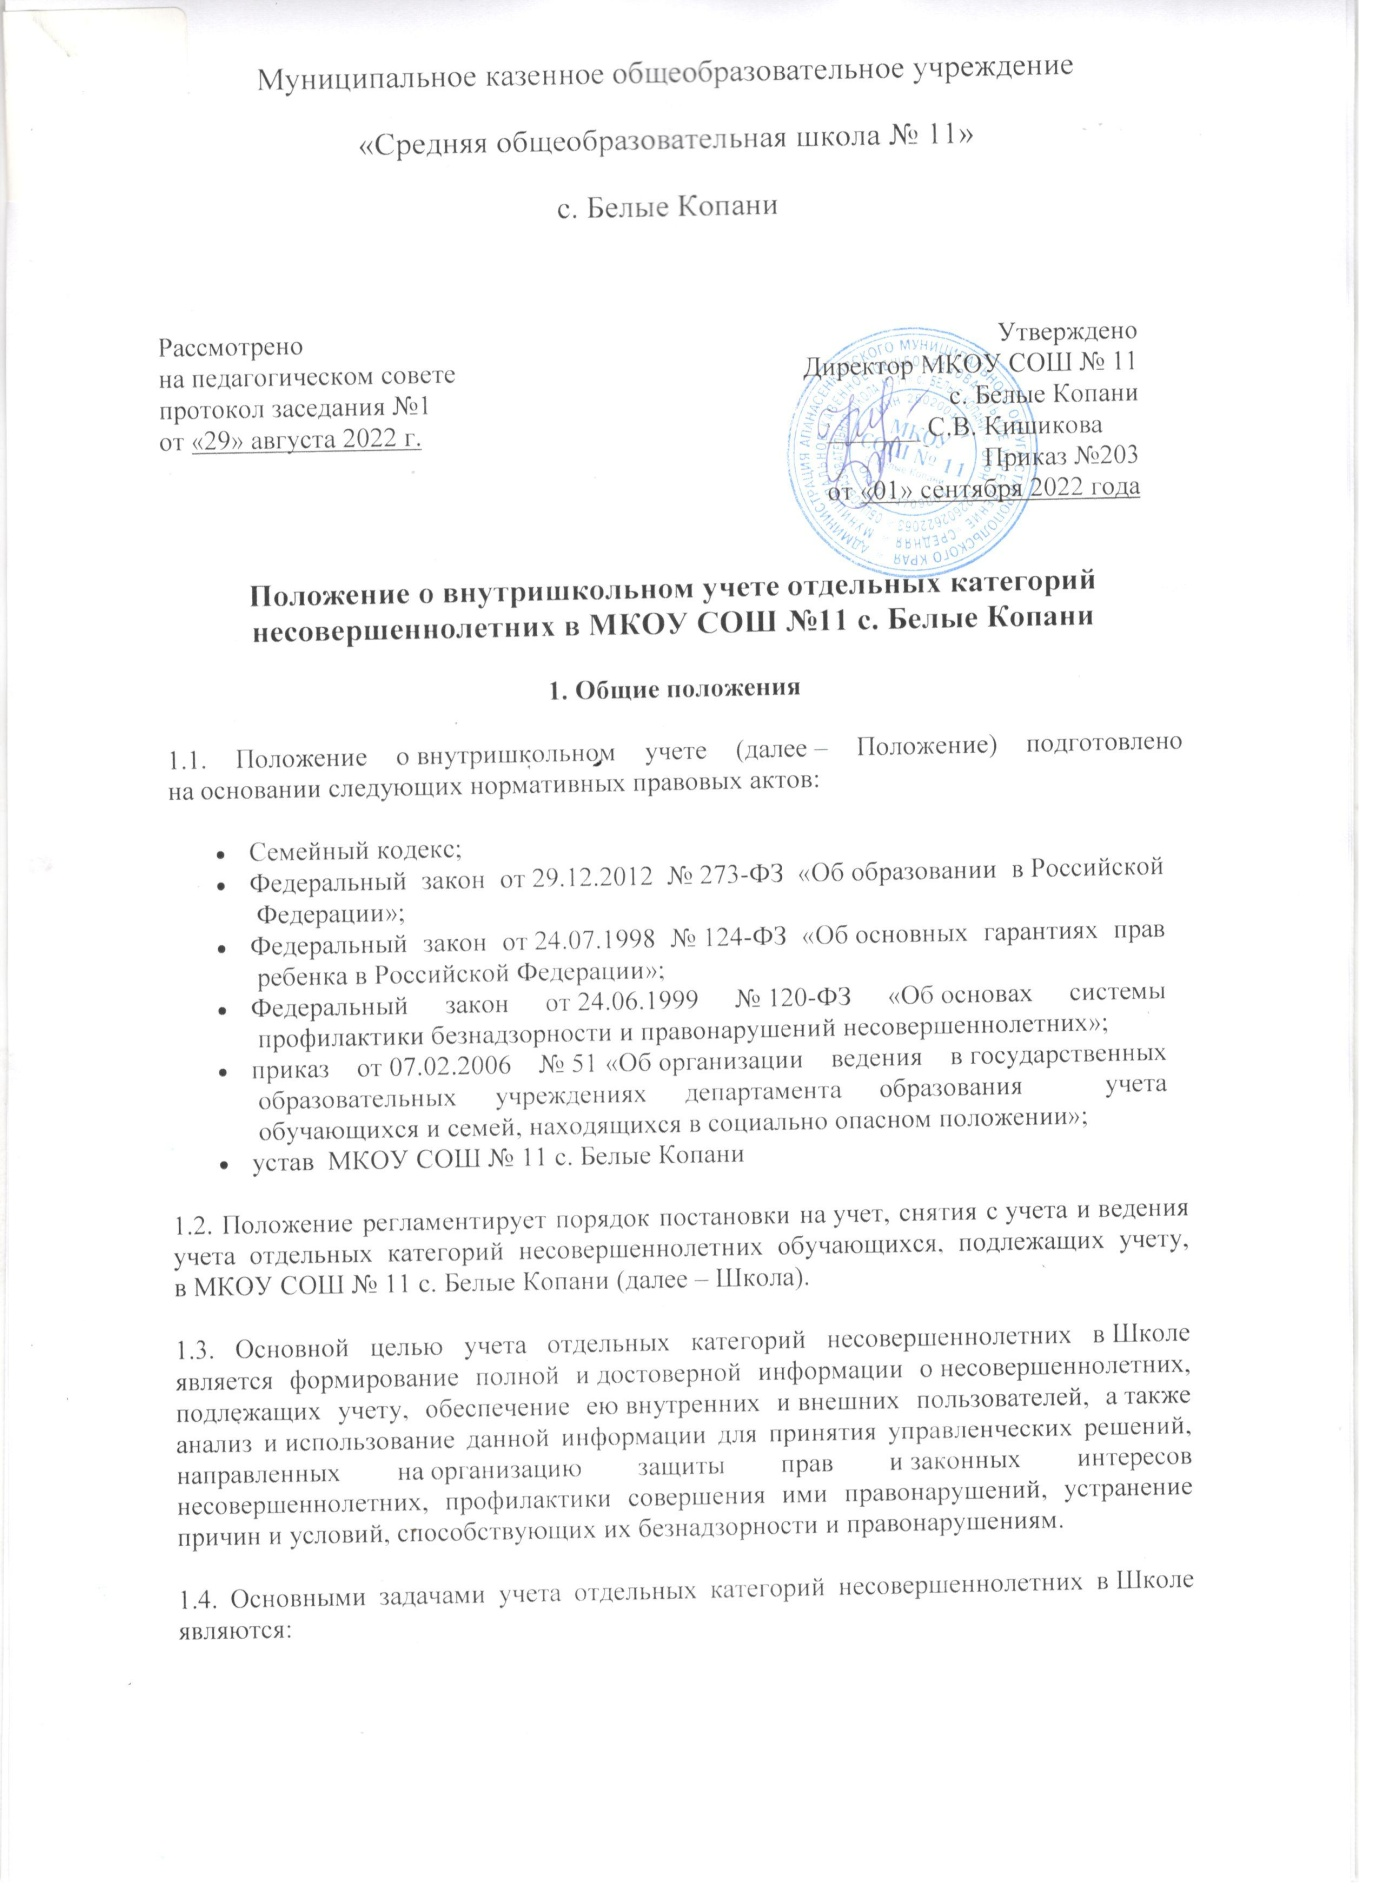 Муниципальное казенное общеобразовательное учреждение
«Средняя общеобразовательная школа № 11»
с. Белые Копани
Рассмотрено
на педагогическом совете
протокол заседания №1
от «29» августа 2022 г.
Утверждено
Директор МКОУ СОШ № 11
с. Белые Копани
С.В. Кишикова
Приказ №203
от «01» сентября 2022 года
МКОУ
СОШ № 11
Положение о внутришкольном учете отдельных категорий
несовершеннолетних в МКОУ СОШ №11 с. Белые Копани
1. Общие положения
1.1. Положение о внутришкольном учете (далее – Положение) подготовлено
на основании следующих нормативных правовых актов:
• Семейный кодекс;
• Федеральный закон от 29.12.2012 № 273-ФЗ «Об образовании в Российской
Федерации»;
• Федеральный закон от 24.07.1998 № 124-ФЗ «Об основных гарантиях прав
ребенка в Российской Федерации»;
• Федеральный закон от 24.06.1999 № 120-ФЗ «Об основах системы
профилактики безнадзорности и правонарушений несовершеннолетних»;
• приказ от 07.02.2006 № 51 «Об организации ведения в государственных
образовательных учреждениях департамента образования учета
обучающихся и семей, находящихся в социально опасном положении»;
• устав МКОУ СОШ № 11 с. Белые Копани
1.2. Положение регламентирует порядок постановки на учет, снятия с учета и ведения
учета отдельных категорий несовершеннолетних обучающихся, подлежащих учету,
в МКОУ СОШ № 11 с. Белые Копани (далее – Школа).
1.3. Основной целью учета отдельных категорий несовершеннолетних в Школе
является формирование полной и достоверной информации о несовершеннолетних,
подлежащих учету, обеспечение ею внутренних и внешних пользователей, а также
анализ и использование данной информации для принятия управленческих решений,
направленных на организацию защиты прав и законных интересов
несовершеннолетних, профилактики совершения ими правонарушений, устранение
причин и условий, способствующих их безнадзорности и правонарушениям.
1.4. Основными задачами учета отдельных категорий несовершеннолетних в Школе
являются: